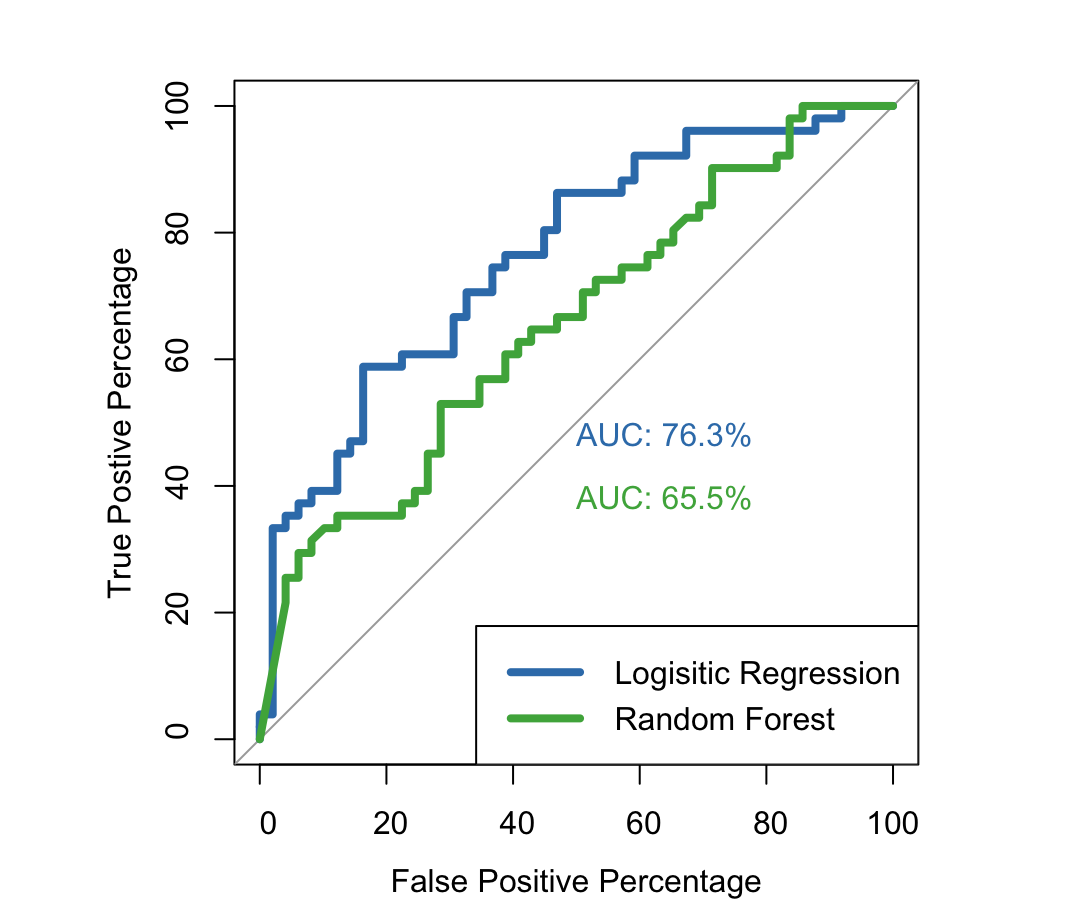 100
80
60
40
20
0
True Postive Percentage
AUC: 76.3%
AUC: 65.5%
Logisitic Regression
Random Forest
0 20 40 60 80 100
False Positive Percentage